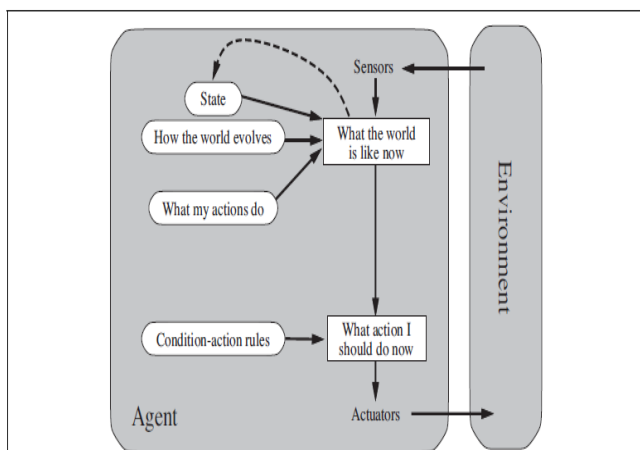 Sensors
State
How the world evolves
What the world
is like now
What my actions do
Condition-action rules
What action I
should do now
Agent
Actuators
Environment